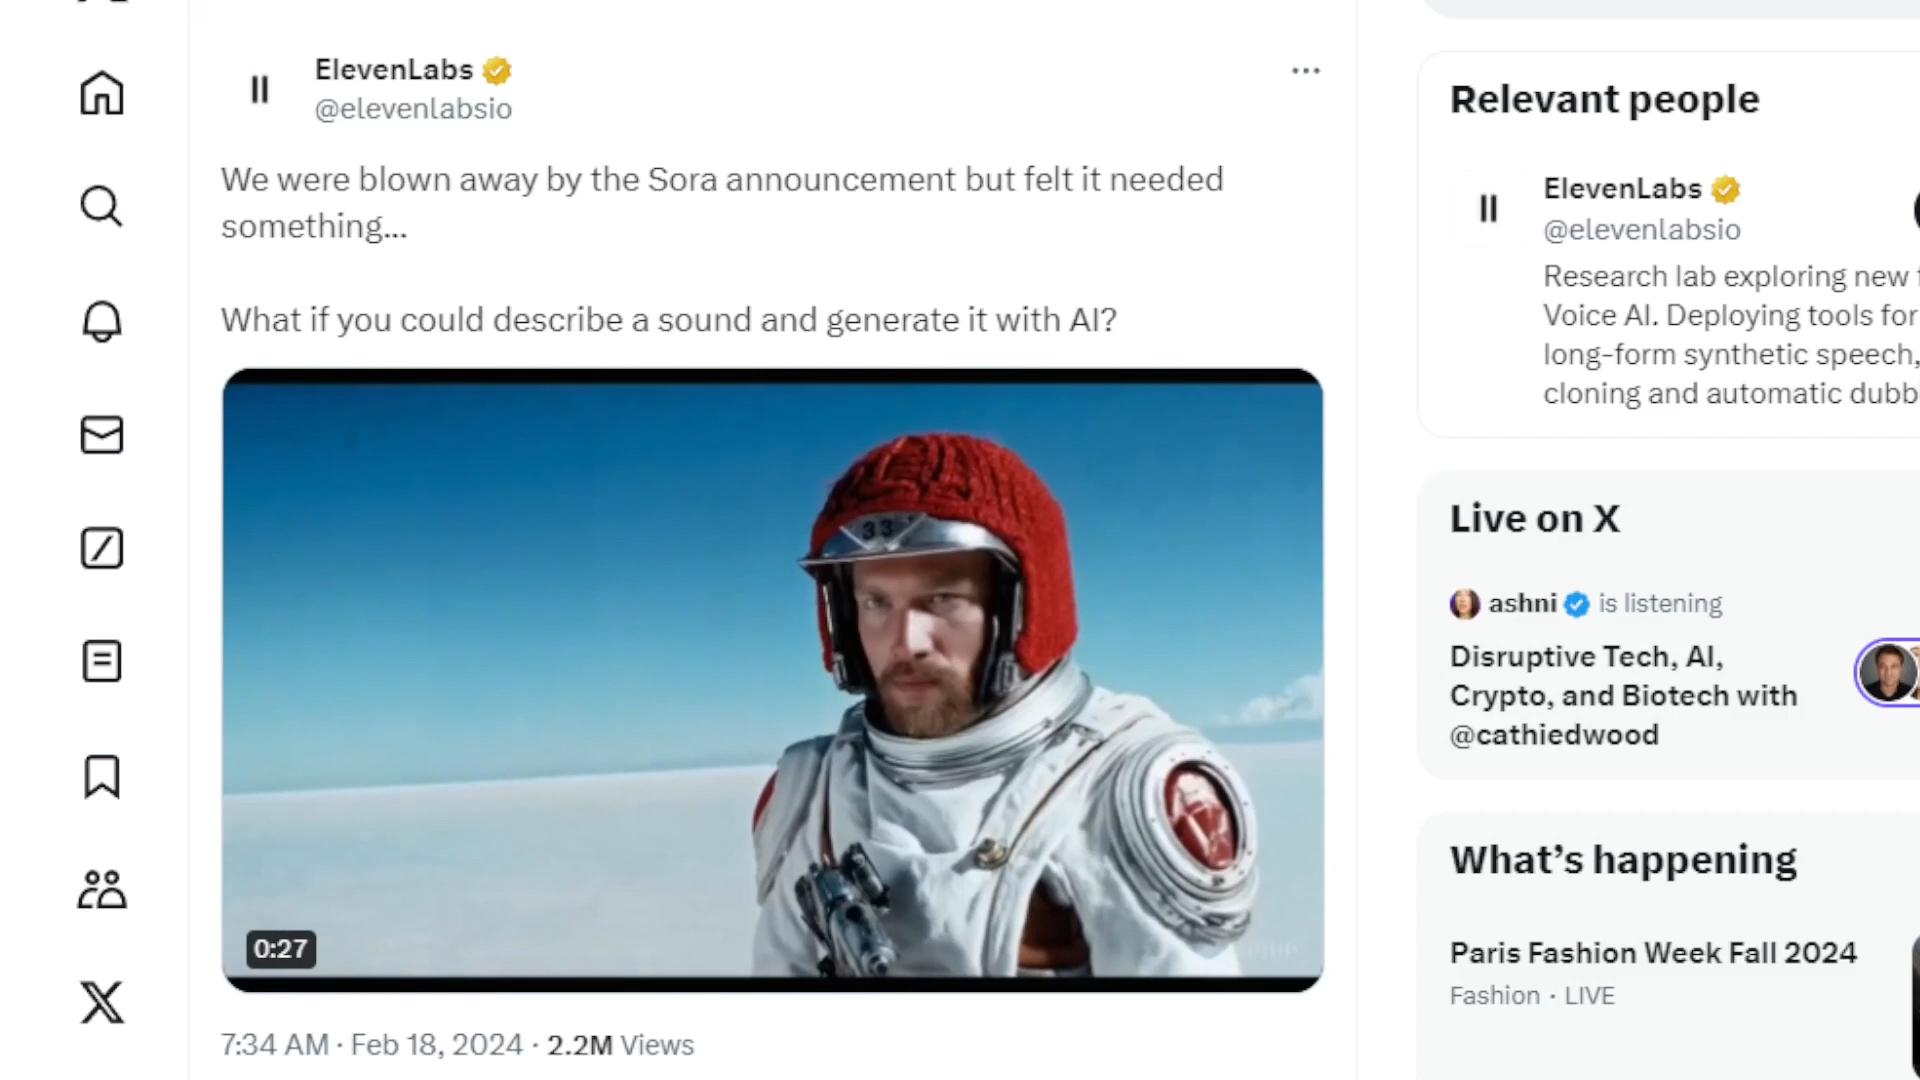 ElevenLabs
@elevenlabsio
We were blown away by the Sora announcement but felt it needed
something...
What if you could describe a sound and generate it with AI?
33
0:27
7:34 AM · Feb 18, 2024 · 2.2M Views
Relevant people
ElevenLabs
@elevenlabsio
Research lab exploring new
Voice AI. Deploying tools for
long-form synthetic speech,
cloning and automatic dubb
Live on X
ashni is listening
Disruptive Tech, AI,
Crypto, and Biotech with
@cathiedwood
What’s happening
Paris Fashion Week Fall 2024
Fashion · LIVE